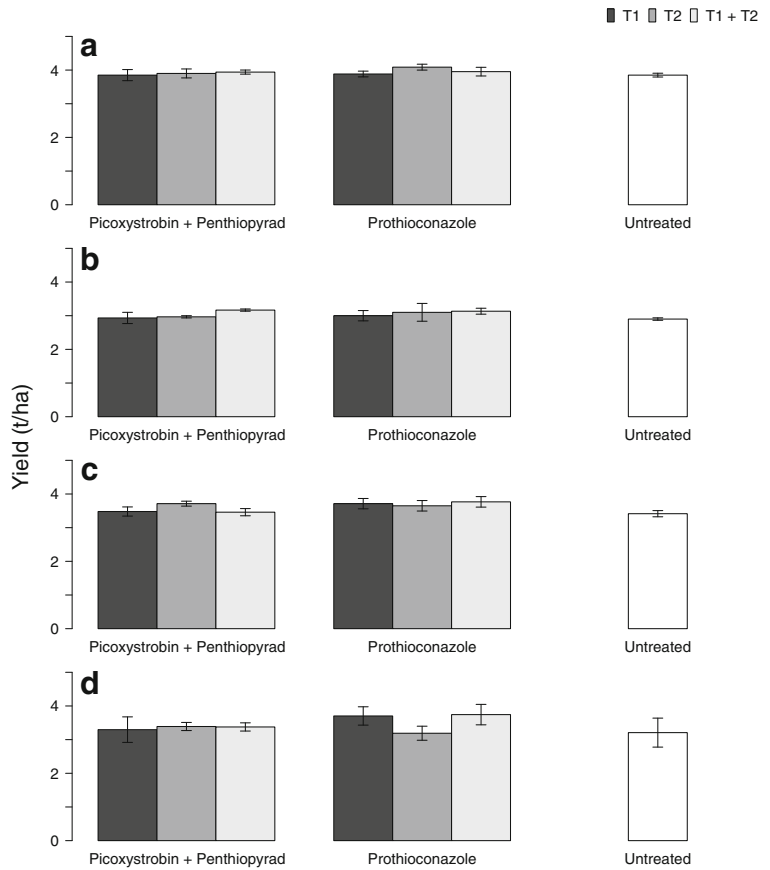 T1 T2 T1 + T2
a
4
2
0
Picoxystrobin + Penthiopyrad Prothioconazole Untreated
b
4
2
0
Picoxystrobin + Penthiopyrad Prothioconazole Untreated
Yield (t/ha)
c
4
2
0
Picoxystrobin + Penthiopyrad Prothioconazole Untreated
d
4
2
0
Picoxystrobin + Penthiopyrad Prothioconazole Untreated